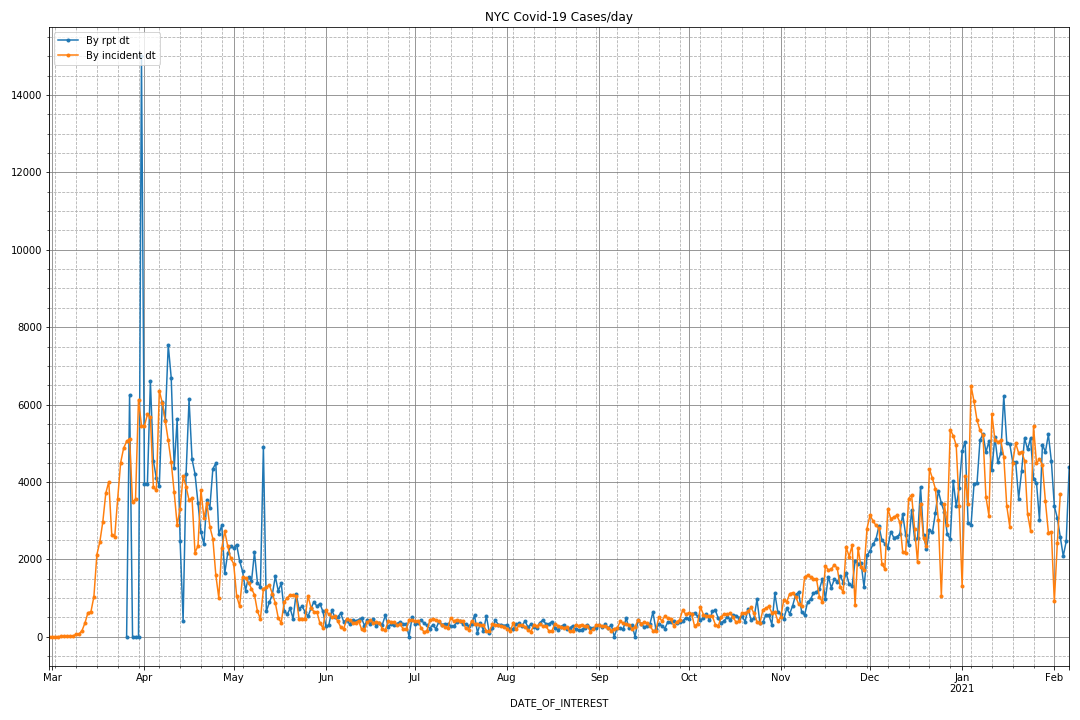 NYC Covid-19 Cases/day
By rpt dt
By incident dt
14000
12000
10000
8000
6000
4000
2000
0
Mar Apr May Jun Jul Aug Sep Oct Nov Dec Jan Feb
2021
DATE_OF_INTEREST